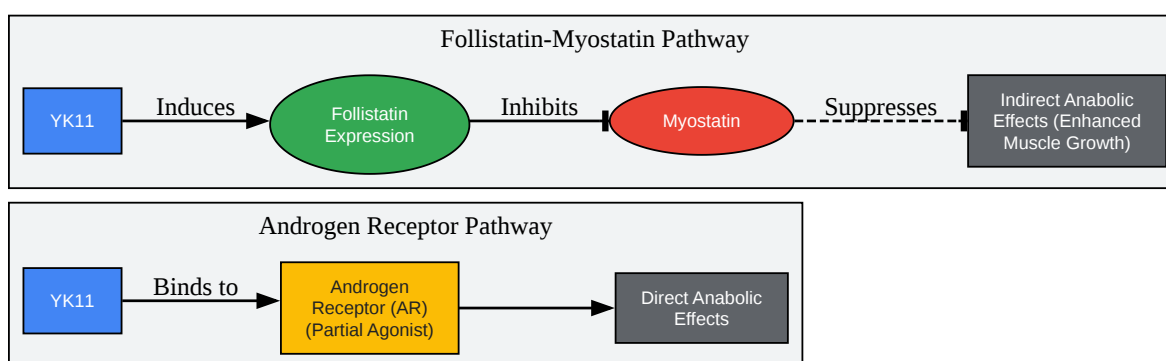 Follistatin-Myostatin Pathway
YK11
Induces
Follistatin
Expression
Inhibits
Myostatin
Suppresses
Indirect Anabolic
Effects (Enhanced
Muscle Growth)
Androgen Receptor Pathway
YK11
Binds to
Androgen
Receptor (AR)
(Partial Agonist)
Direct Anabolic
Effects